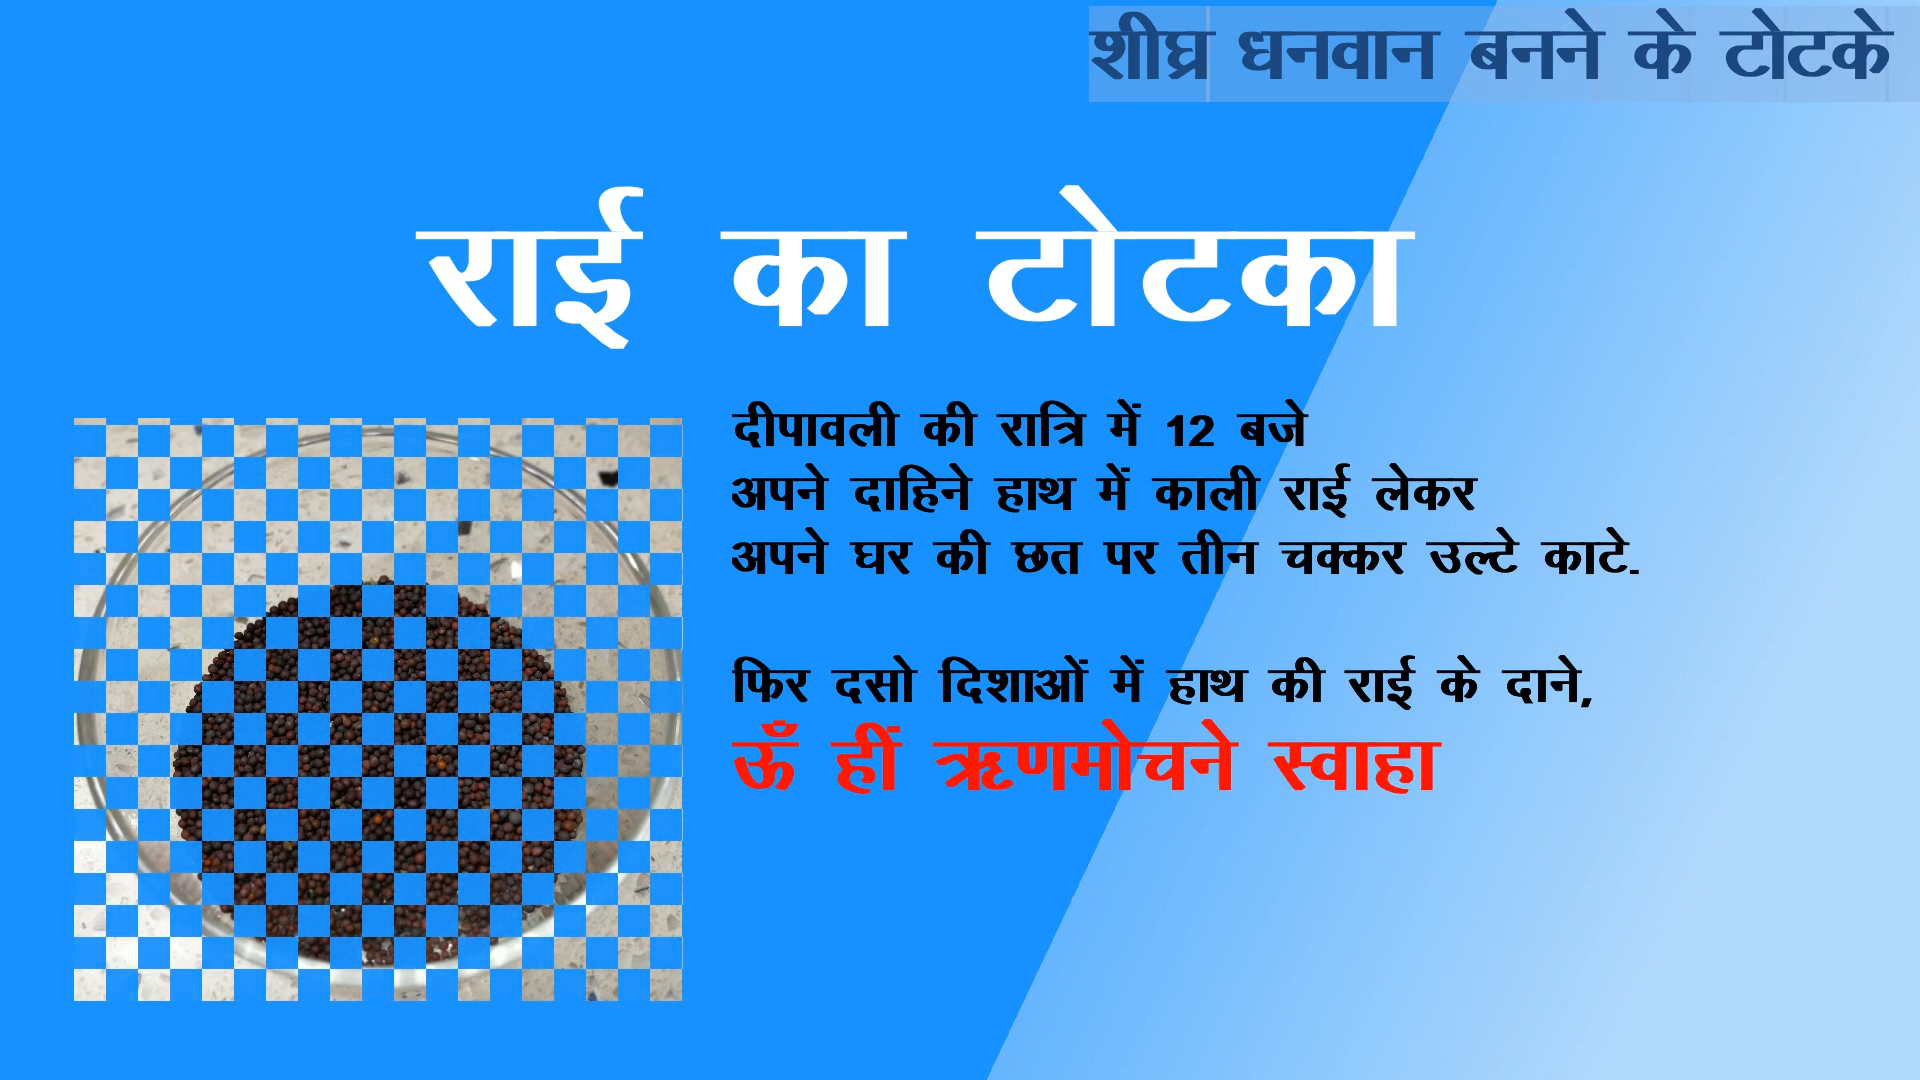 शीघ्र धनवान बनने के टोटके
राई का टोटका
दीपावली की रात्रि में 12 बजे
अपने दाहिने हाथ में काली राई लेकर
अपने घर की छत पर तीन चक्कर उल्टे काटे.
फिर दसो दिशाओं में हाथ की राई के दाने,
ऊँ हीं ऋणमोचने स्वाहा